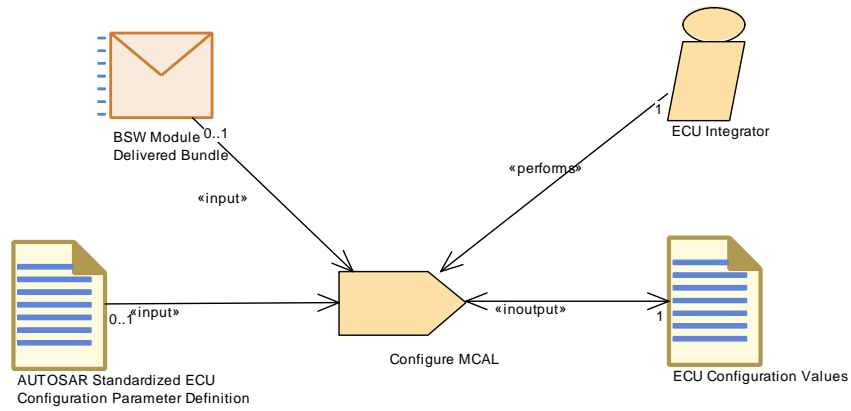 BSW Module
Delivered Bundle
0..1
1
ECU Integrator
«performs»
«input»
0..1
«input»
«inoutput»
1
Configure MCAL
AUTOSAR Standardized ECU
Configuration Parameter Definition
ECU Configuration Values